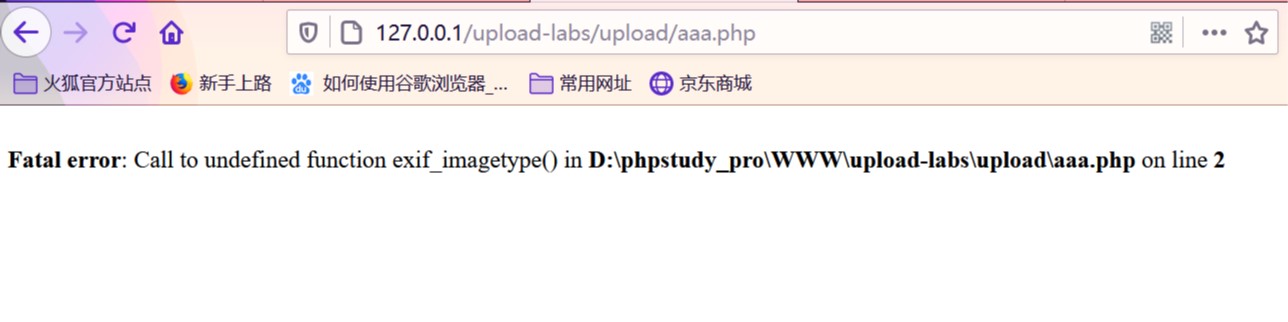 127.0.0.1/upload-labs/upload/aaa.php
火狐官方站点 新手上路 如何使用谷歌浏览器_... 常用网址 京东商城
Fatal error: Call to undefined function exif_imagetype() in D:\phpstudy_pro\WWW\upload-labs\upload\aaa.php on line 2